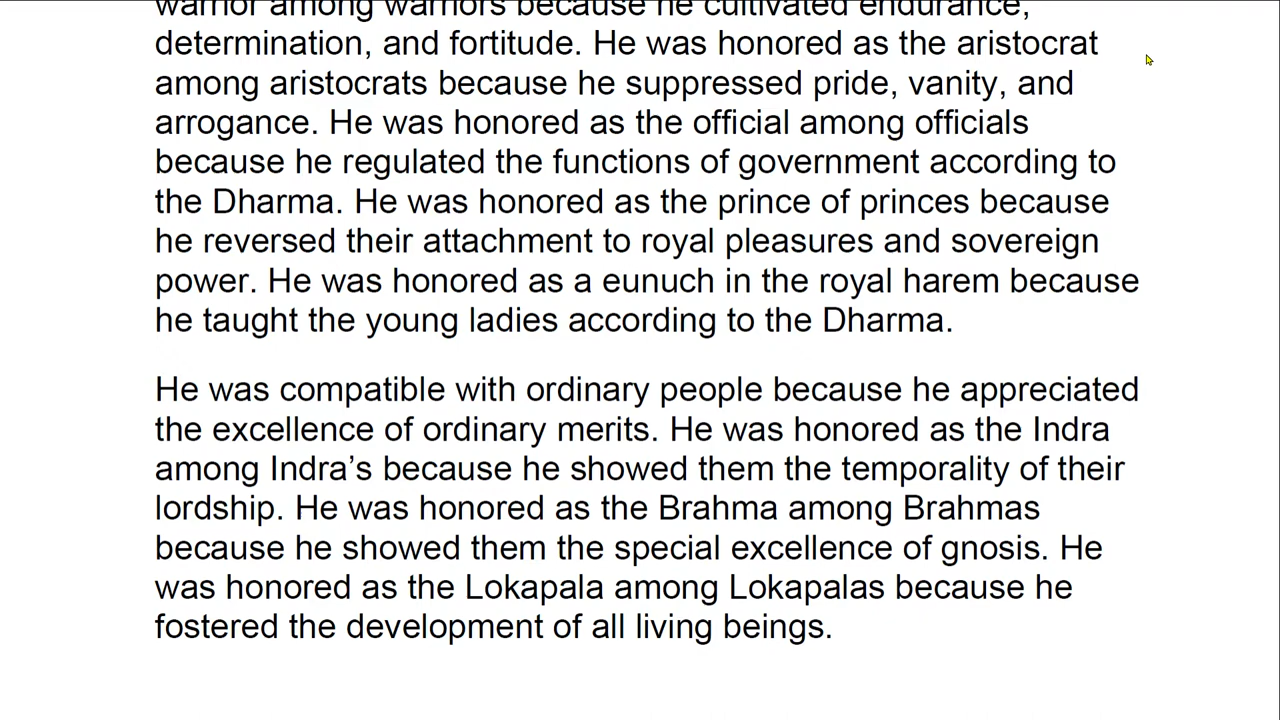 warrior among warriors because he cultivated endurance,
determination, and fortitude. He was honored as the aristocrat
among aristocrats because he suppressed pride, vanity, and
arrogance. He was honored as the official among officials
because he regulated the functions of government according to
the Dharma. He was honored as the prince of princes because
he reversed their attachment to royal pleasures and sovereign
power. He was honored as a eunuch in the royal harem because
he taught the young ladies according to the Dharma.
He was compatible with ordinary people because he appreciated
the excellence of ordinary merits. He was honored as the Indra
among Indra’s because he showed them the temporality of their
lordship. He was honored as the Brahma among Brahmas
because he showed them the special excellence of gnosis. He
was honored as the Lokapala among Lokapalas because he
fostered the development of all living beings.